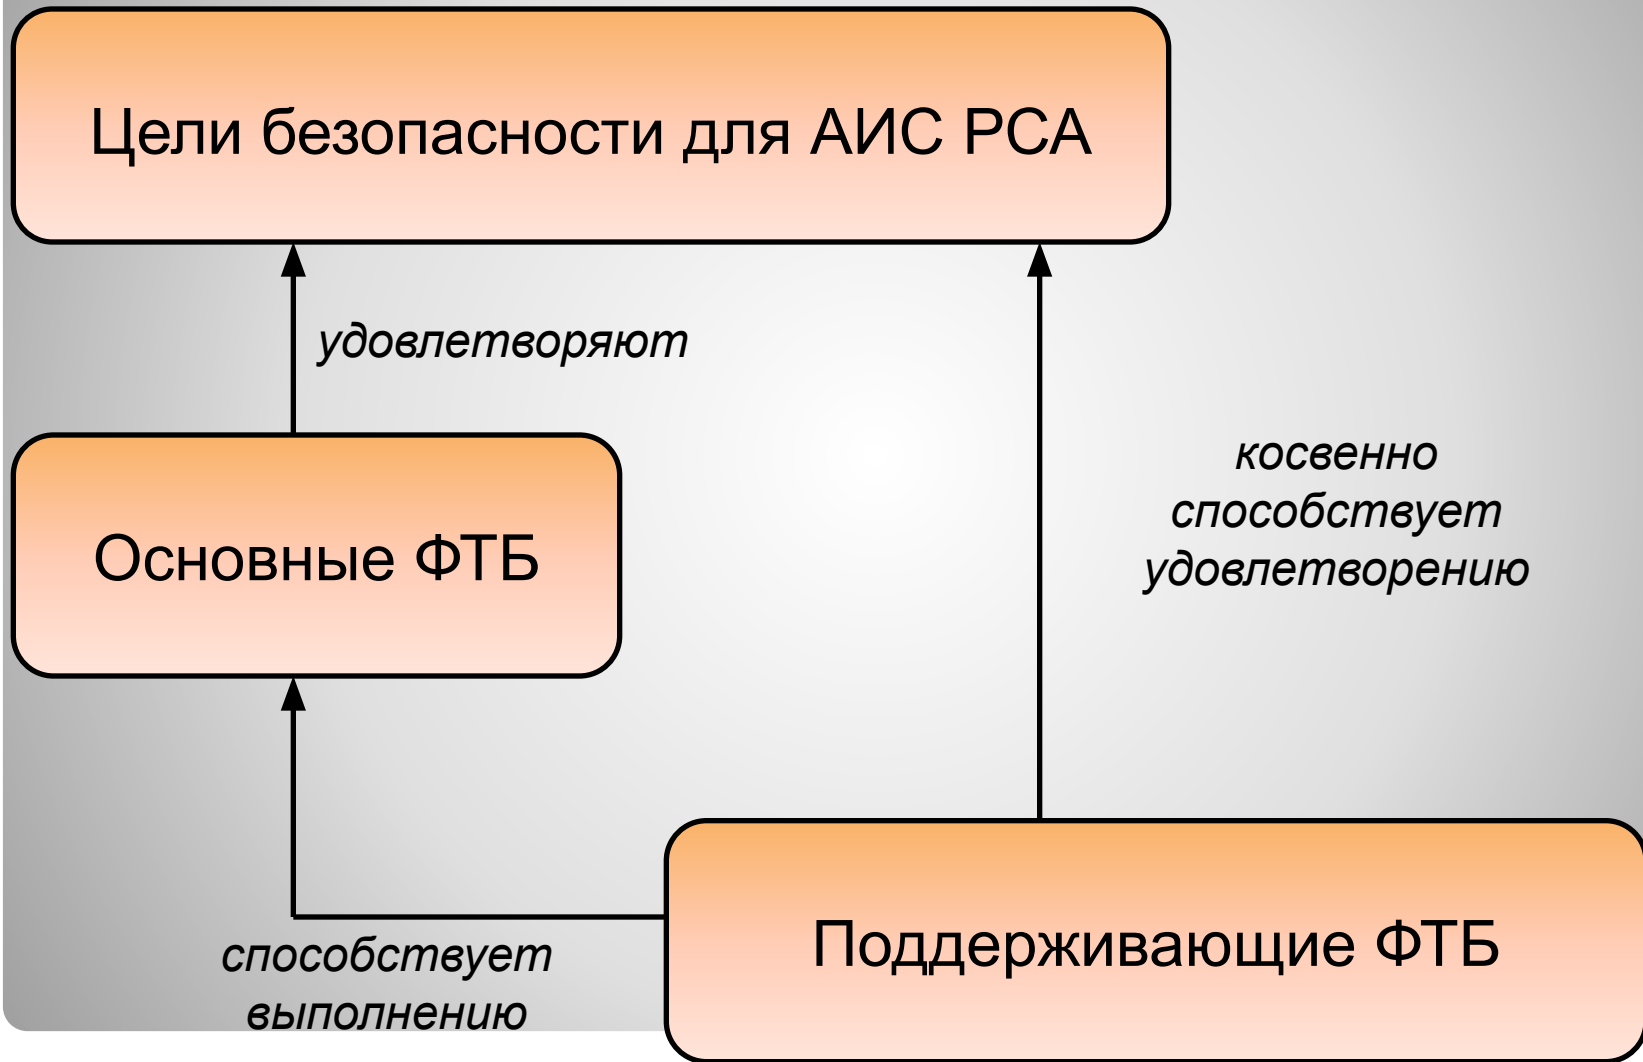 Цели безопасности для АИС РСА
удовлетворяют
косвенно
способствует
удовлетворению
Основные ФТБ
Поддерживающие ФТБ
способствует
выполнению